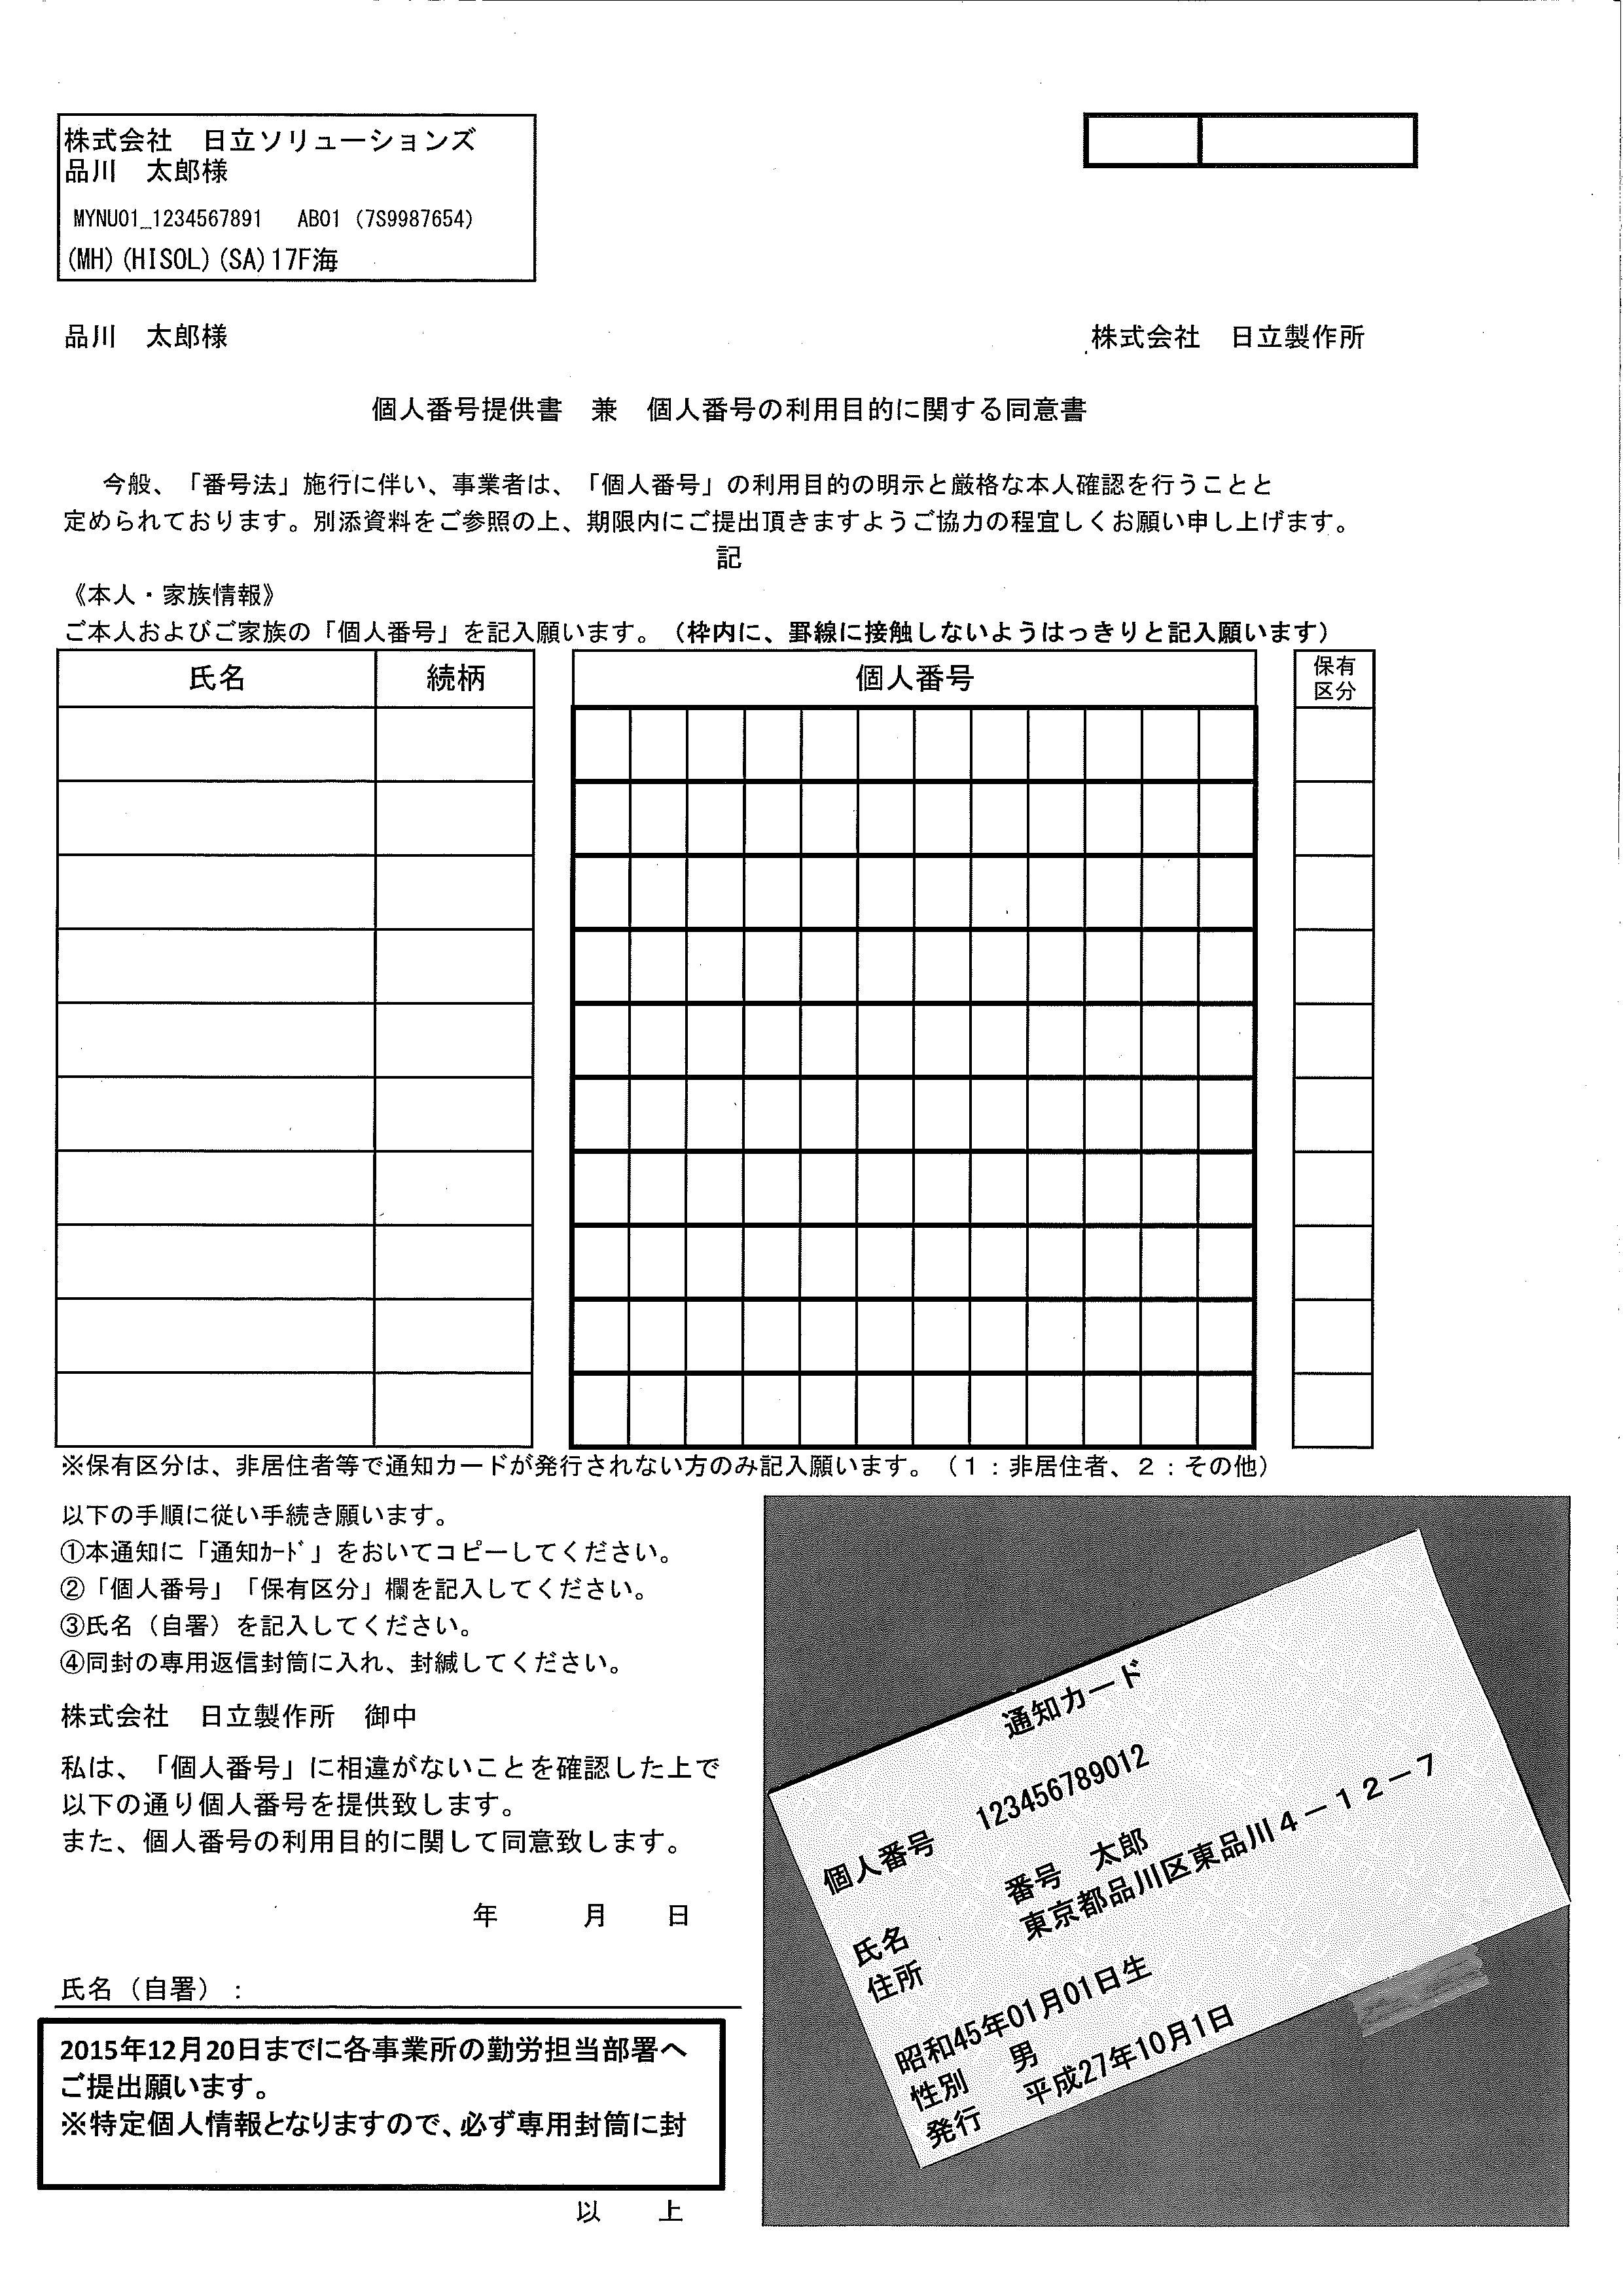 株式会社　日立ソリューションズ
品川　太郎様
MYNU01_1234567891　AB01 (7S9987654)
(MH)(HISOL)(SA)17F海
品川　太郎様
株式会社　日立製作所
個人番号提供書　兼　個人番号の利用目的に関する同意書
今般、「番号法」施行に伴い、事業者は、「個人番号」の利用目的の明示と厳格な本人確認を行うことと
定められております。別添資料をご参照の上、期限内にご提出頂きますようご協力の程宜しくお願い申し上げます。
記
《本人・家族情報》
ご本人およびご家族の「個人番号」を記入願います。（枠内に、罫線に接触しないようはっきりと記入願います）
氏名　続柄　個人番号　保有
区分
※保有区分は、非居住者等で通知カードが発行されない方のみ記入願います。（１：非居住者、２：その他）
以下の手順に従い手続き願います。
①本通知に「通知ｶｰﾄﾞ」をおいてコピーしてください。
②「個人番号」「保有区分」欄を記入してください。
③氏名（自署）を記入してください。
④同封の専用返信封筒に入れ、封緘してください。
株式会社　日立製作所　御中
私は、「個人番号」に相違がないことを確認した上で
以下の通り個人番号を提供致します。
また、個人番号の利用目的に関して同意致します。
年　月　日
氏名（自署）：
2015年12月20日までに各事業所の勤労担当部署へ
ご提出願います。
※特定個人情報となりますので、必ず専用封筒に封
以　上
通知カード
個人番号　123456789012
氏名　番号　太郎
住所　東京都品川区東品川４－１２－７
昭和45年01月01日生
性別　男
発行　平成27年10月1日